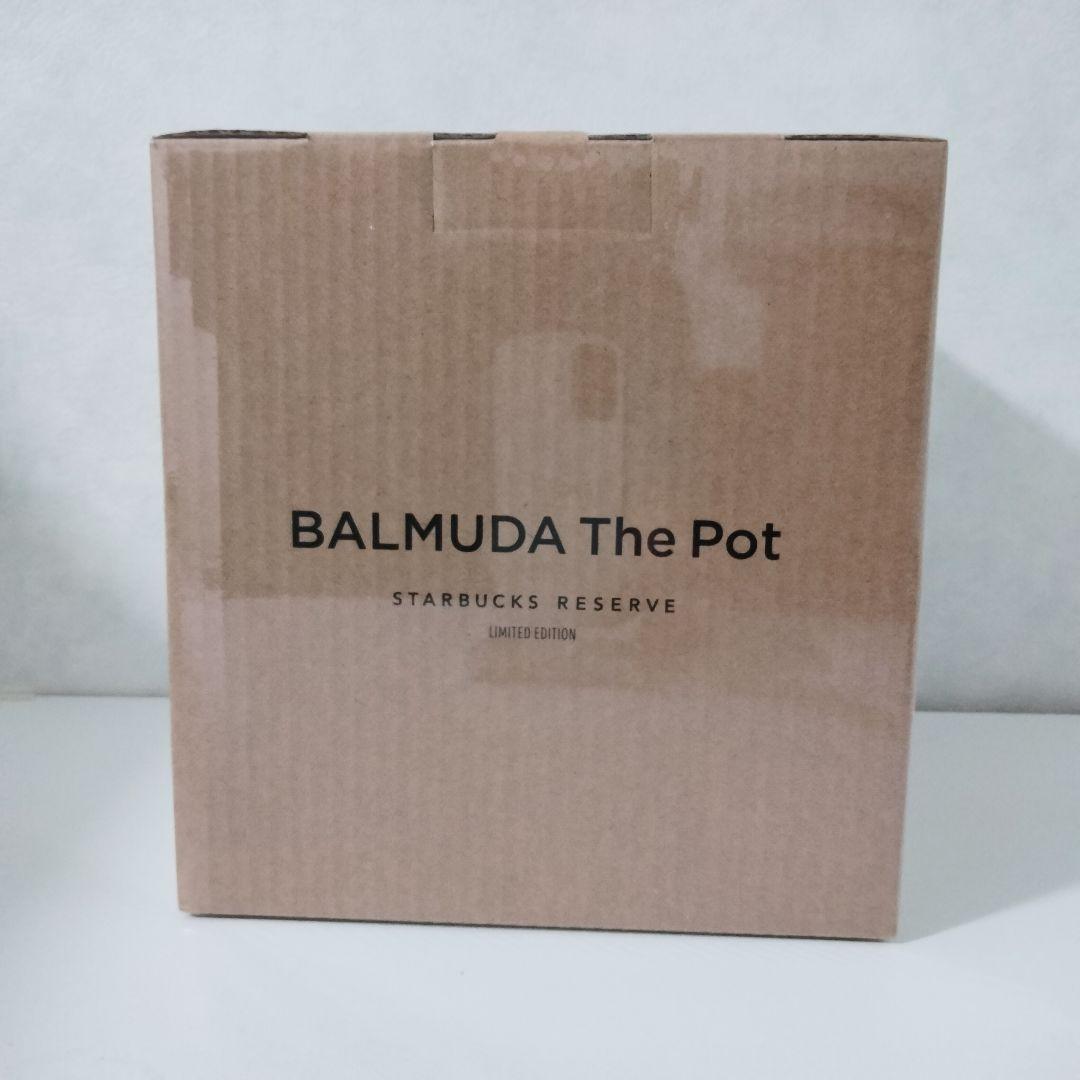 BALMUDA The Pot
STARBUCKS RESERVE
LIMITED EDITION